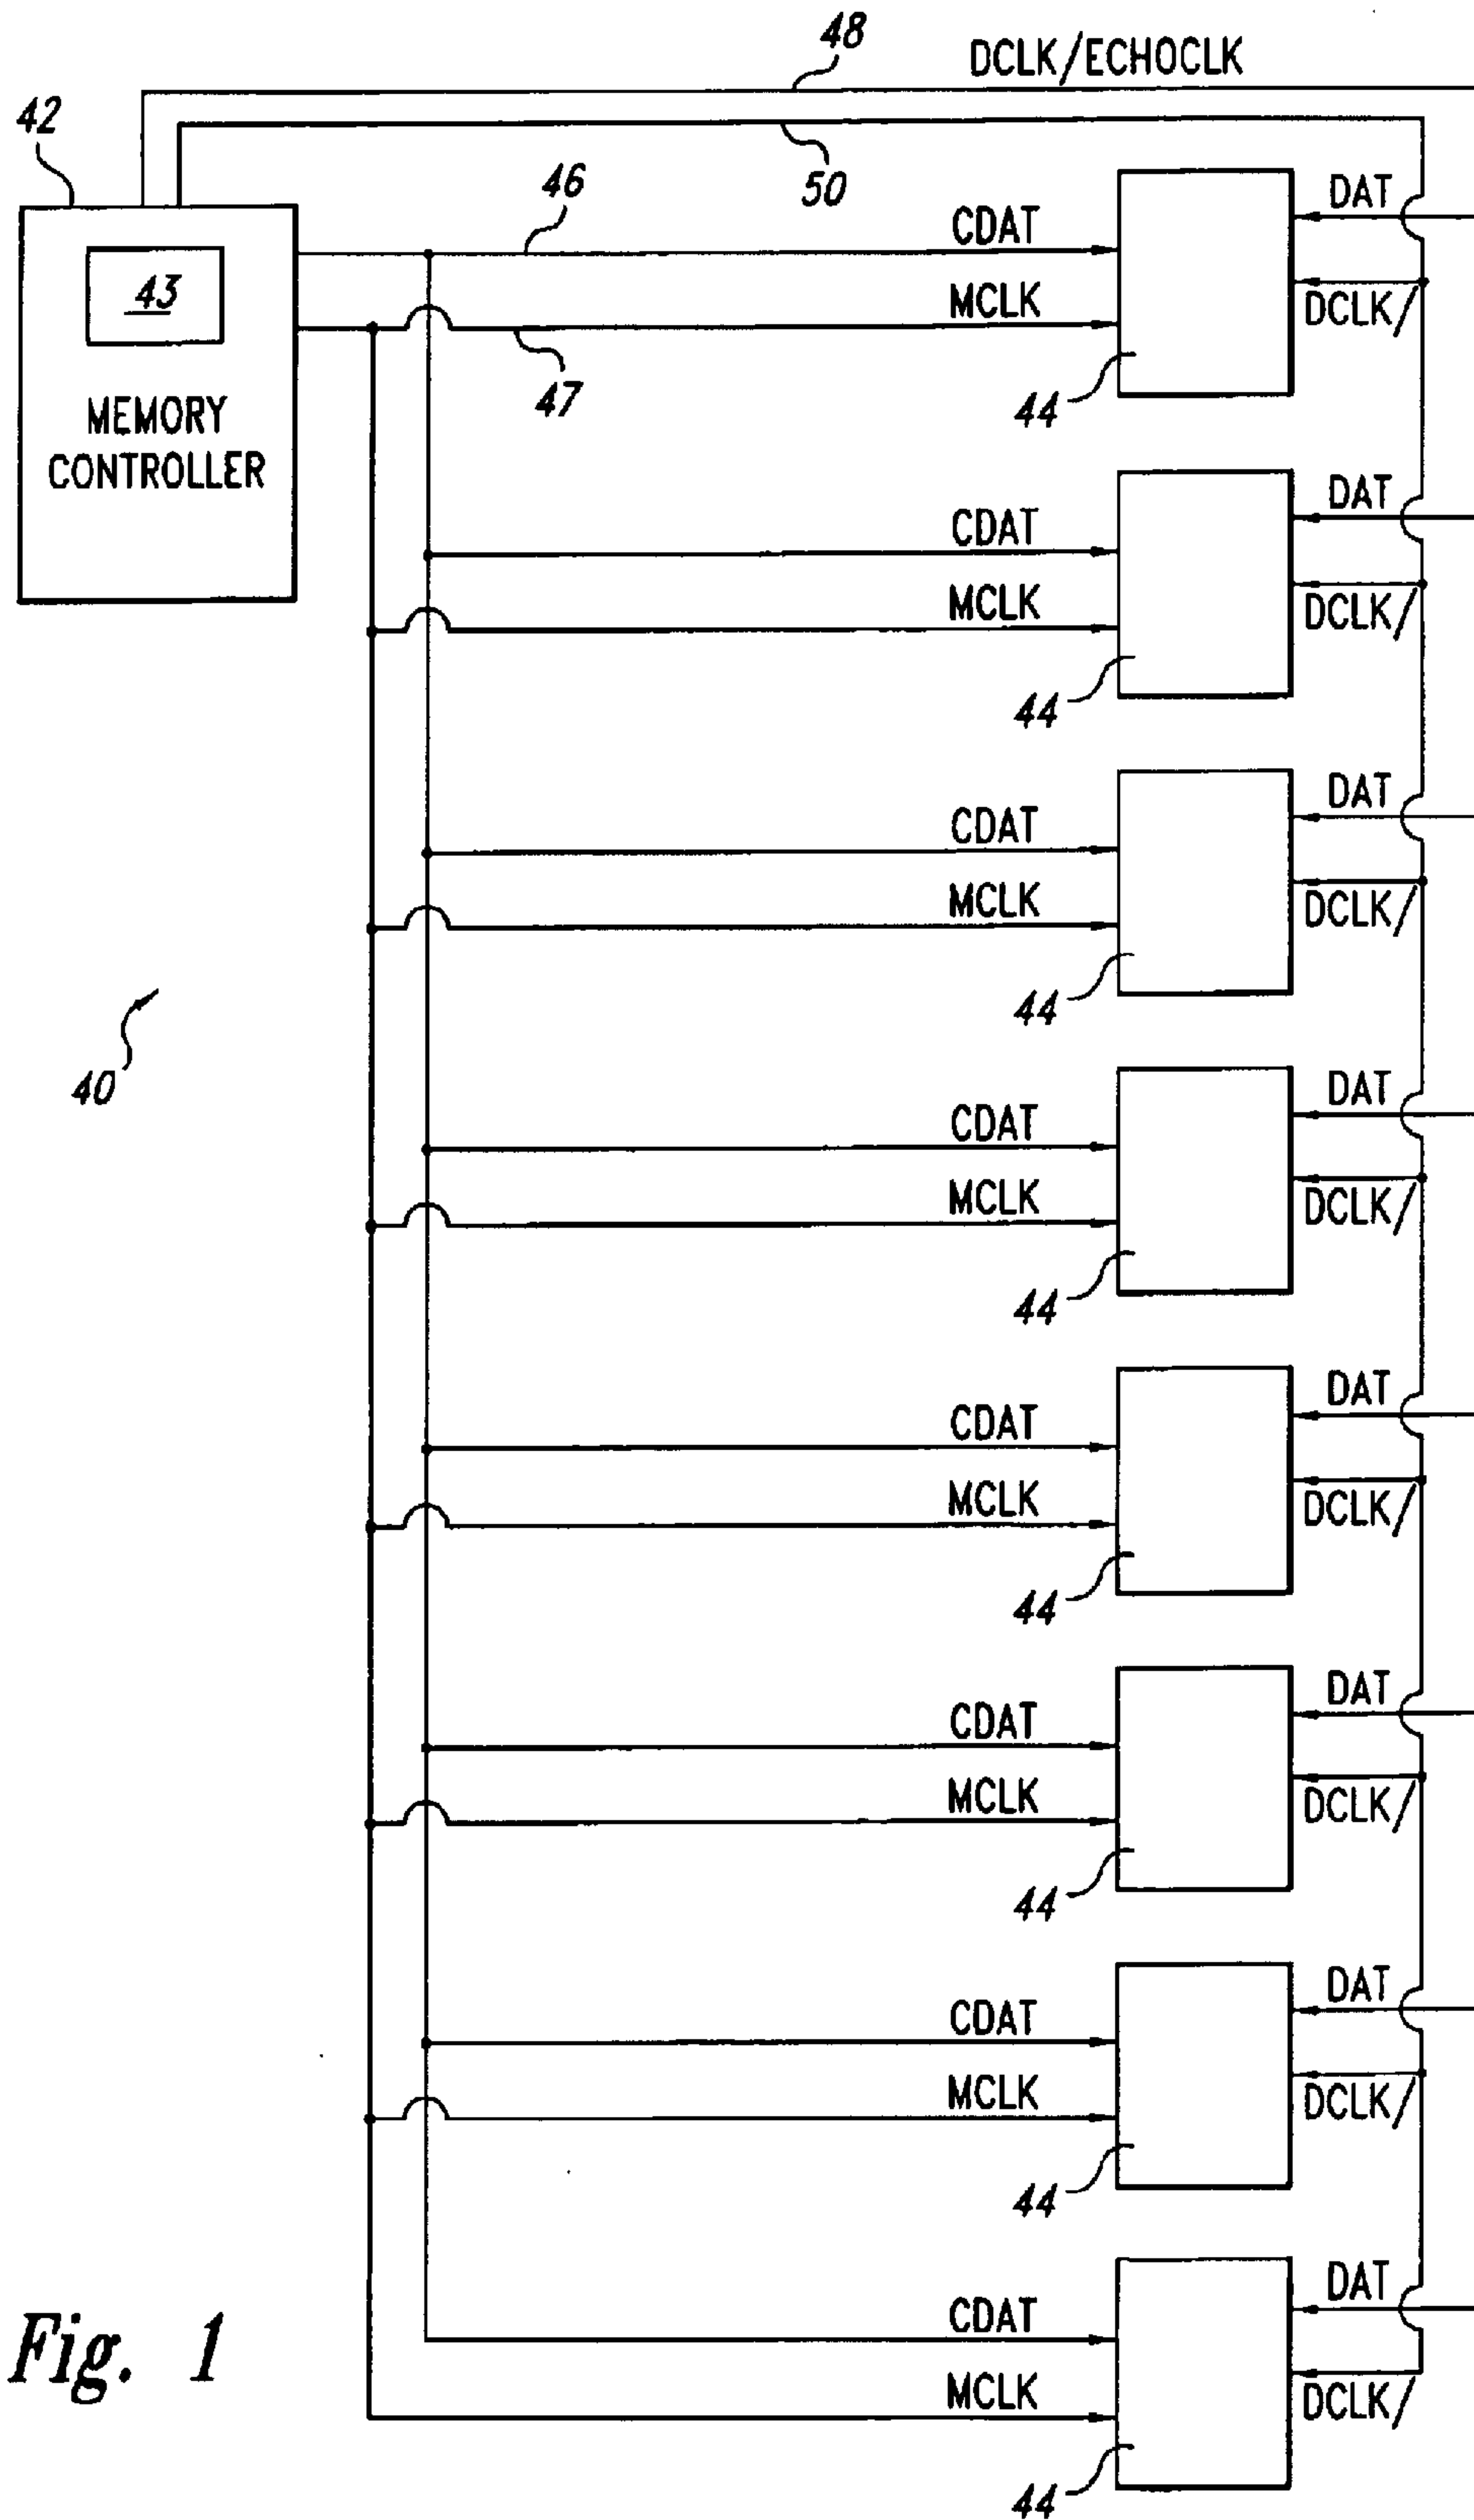 48
DCLK/ECHOCLK
42
46
50
DAT
CDAT
43
MCLK
DCLK/
47
44
MEMORY
CONTROLLER
DAT
CDAT
MCLK
DCLK/
44
DAT
CDAT
MCLK
DCLK/
44
40
DAT
CDAT
MCLK
DCLK/
44
DAT
CDAT
MCLK
DCLK/
44
DAT
CDAT
MCLK
DCLK/
44
DAT
CDAT
MCLK
DCLK/
44
DAT
CDAT
MCLK
DCLK/
44
Fig. 1